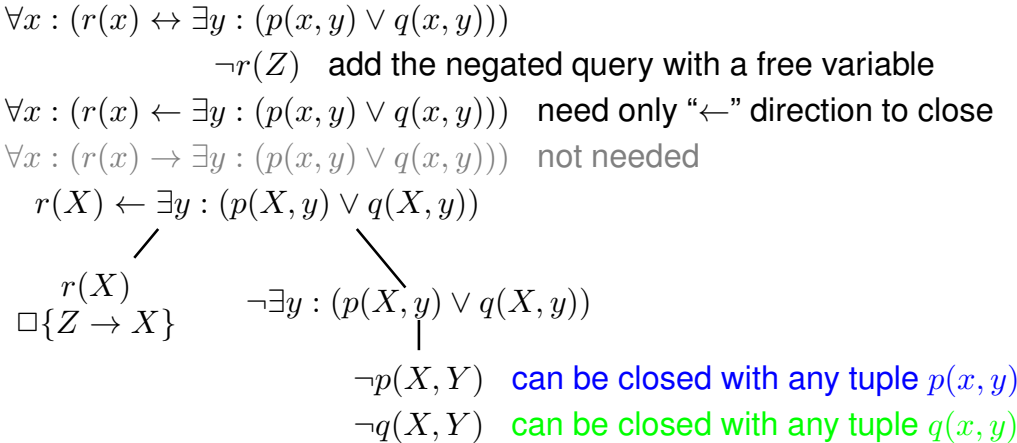 ∀x : (r(x) ↔ ∃y : (p(x, y) ∨ q(x, y)))
¬r(Z) add the negated query with a free variable
∀x : (r(x) ← ∃y : (p(x, y) ∨ q(x, y))) need only “←” direction to close
∀x : (r(x) → ∃y : (p(x, y) ∨ q(x, y))) not needed
r(X) ← ∃y : (p(X, y) ∨ q(X, y))
r(X)
□{Z → X}
¬∃y : (p(X, y) ∨ q(X, y))
¬p(X, Y) can be closed with any tuple p(x, y)
¬q(X, Y) can be closed with any tuple q(x, y)